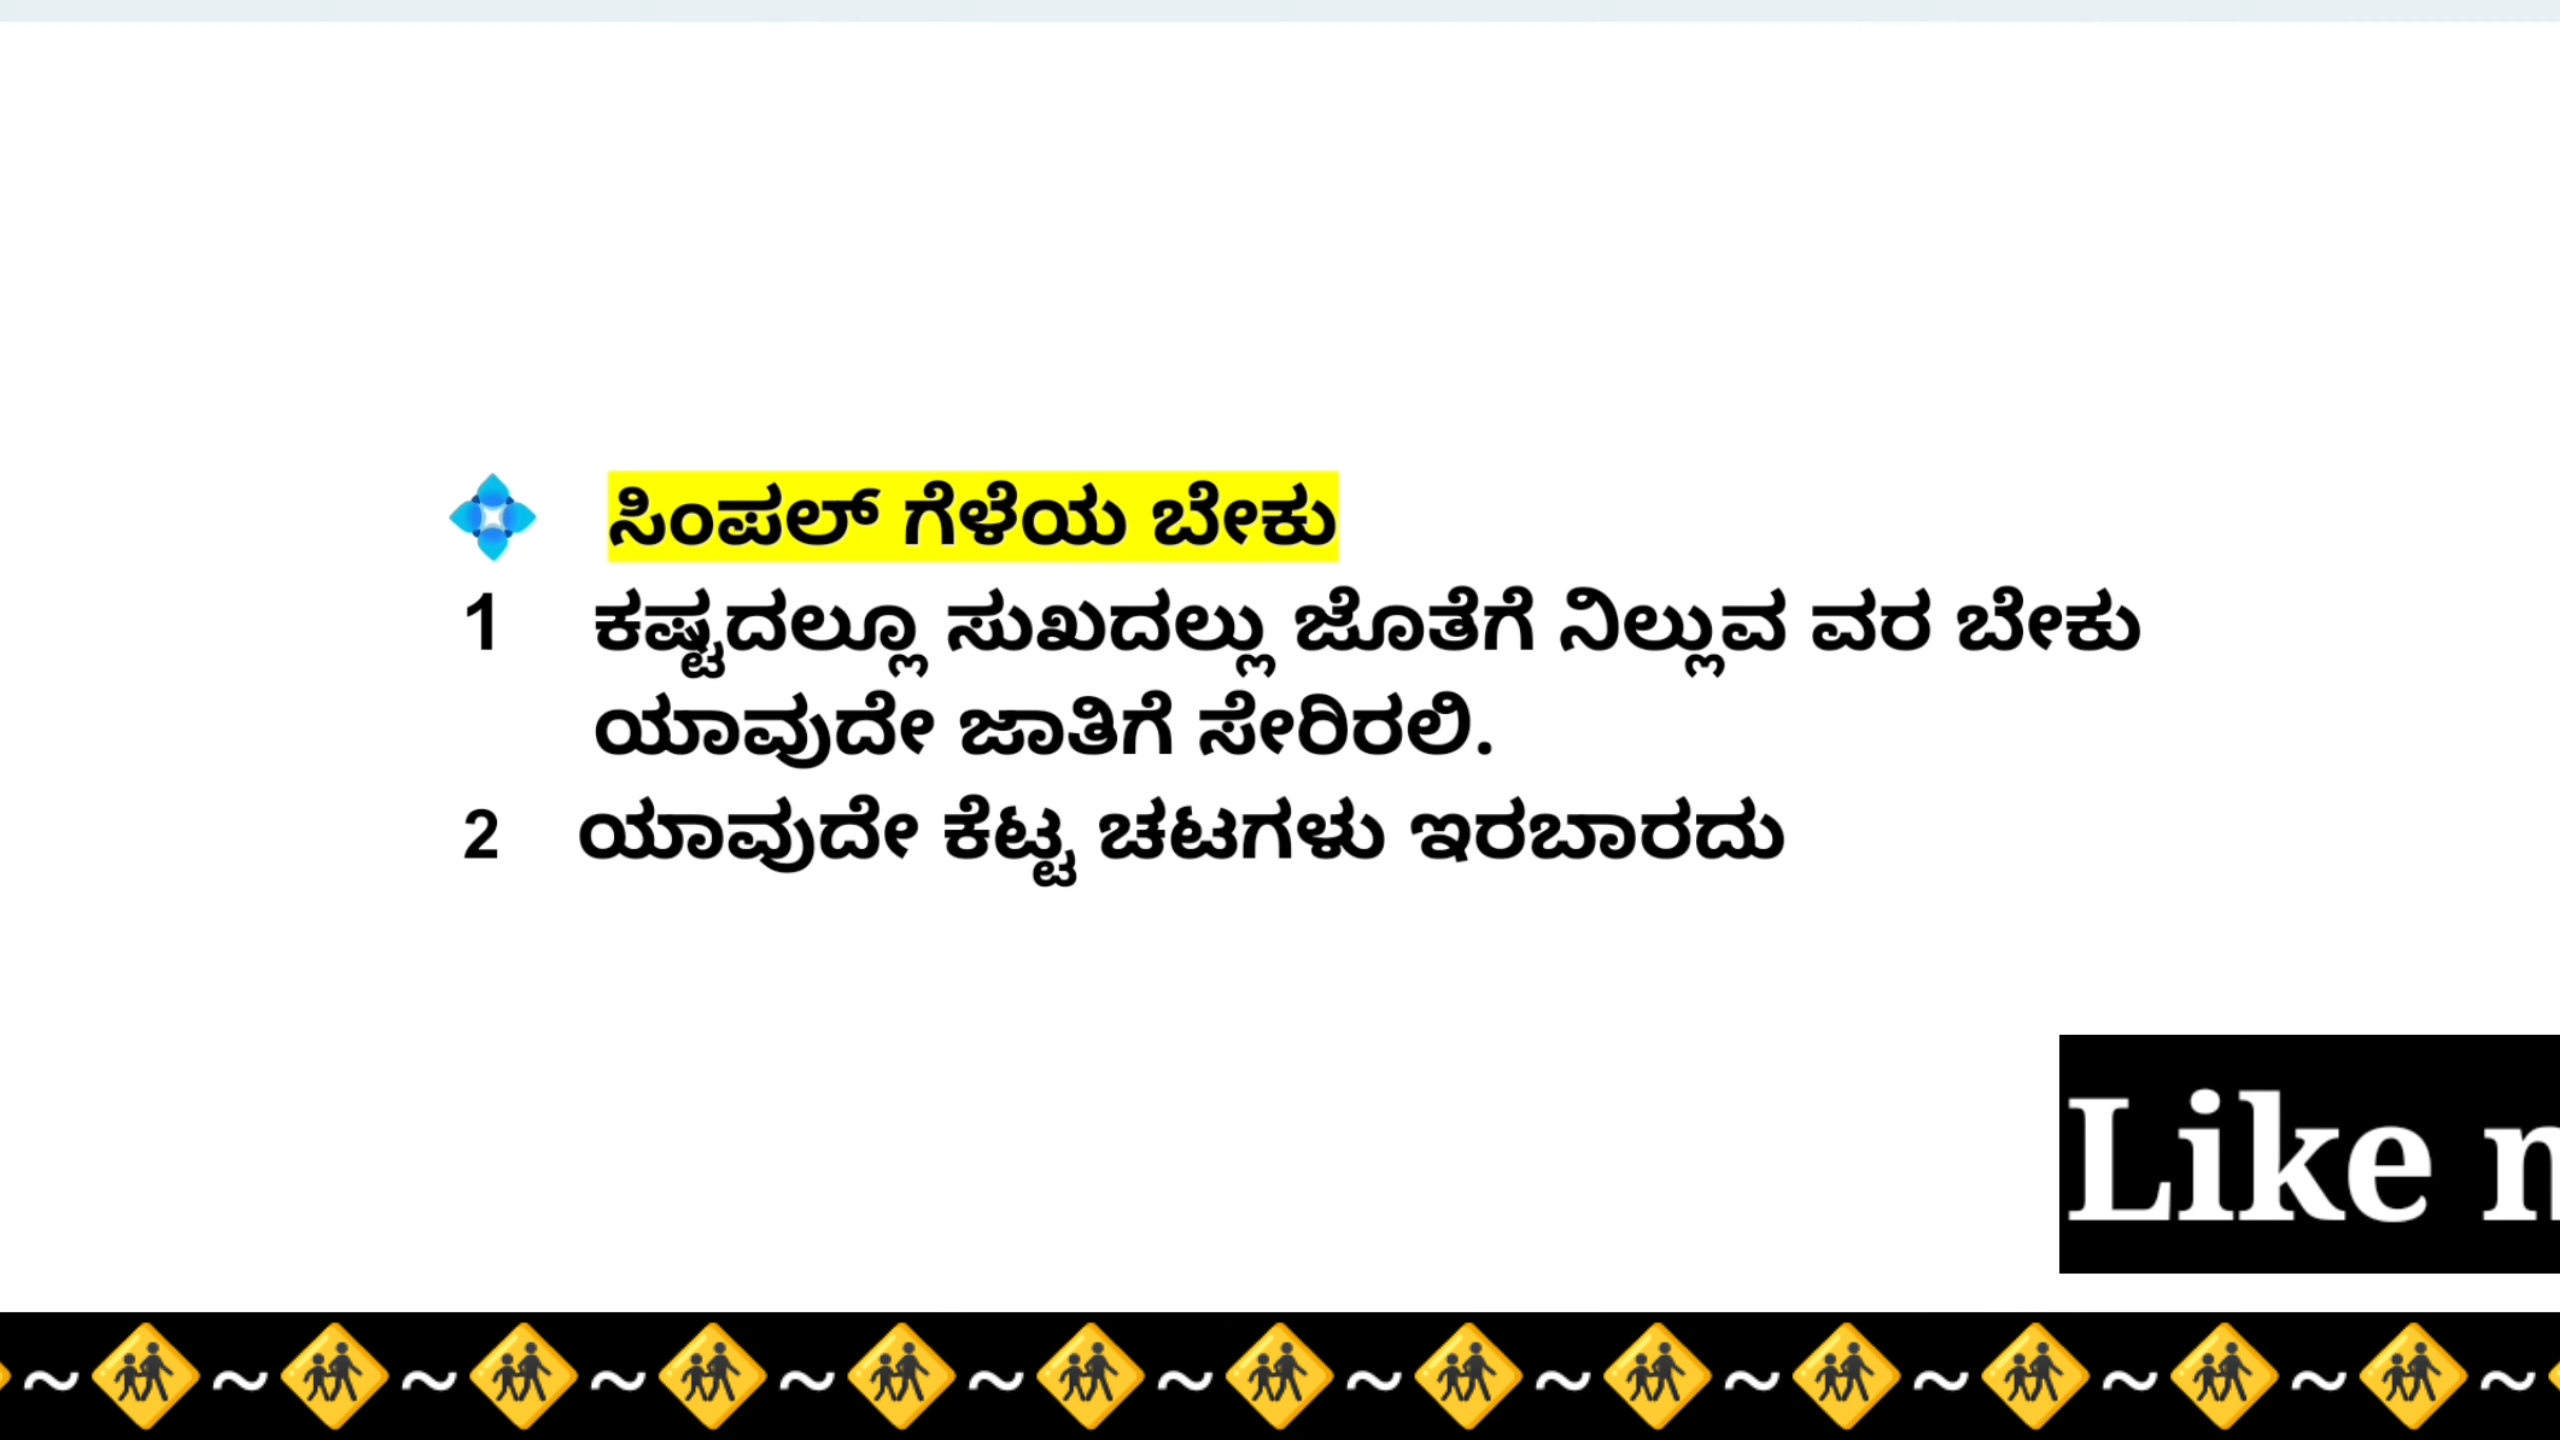 ಸಿಂಪಲ್ ಗೆಳೆಯ ಬೇಕು
1 ಕಷ್ಟದಲ್ಲೂ ಸುಖದಲ್ಲು ಜೊತೆಗೆ ನಿಲ್ಲುವ ವರ ಬೇಕು
ಯಾವುದೇ ಜಾತಿಗೆ ಸೇರಿರಲಿ.
2 ಯಾವುದೇ ಕೆಟ್ಟ ಚಟಗಳು ಇರಬಾರದು
Like